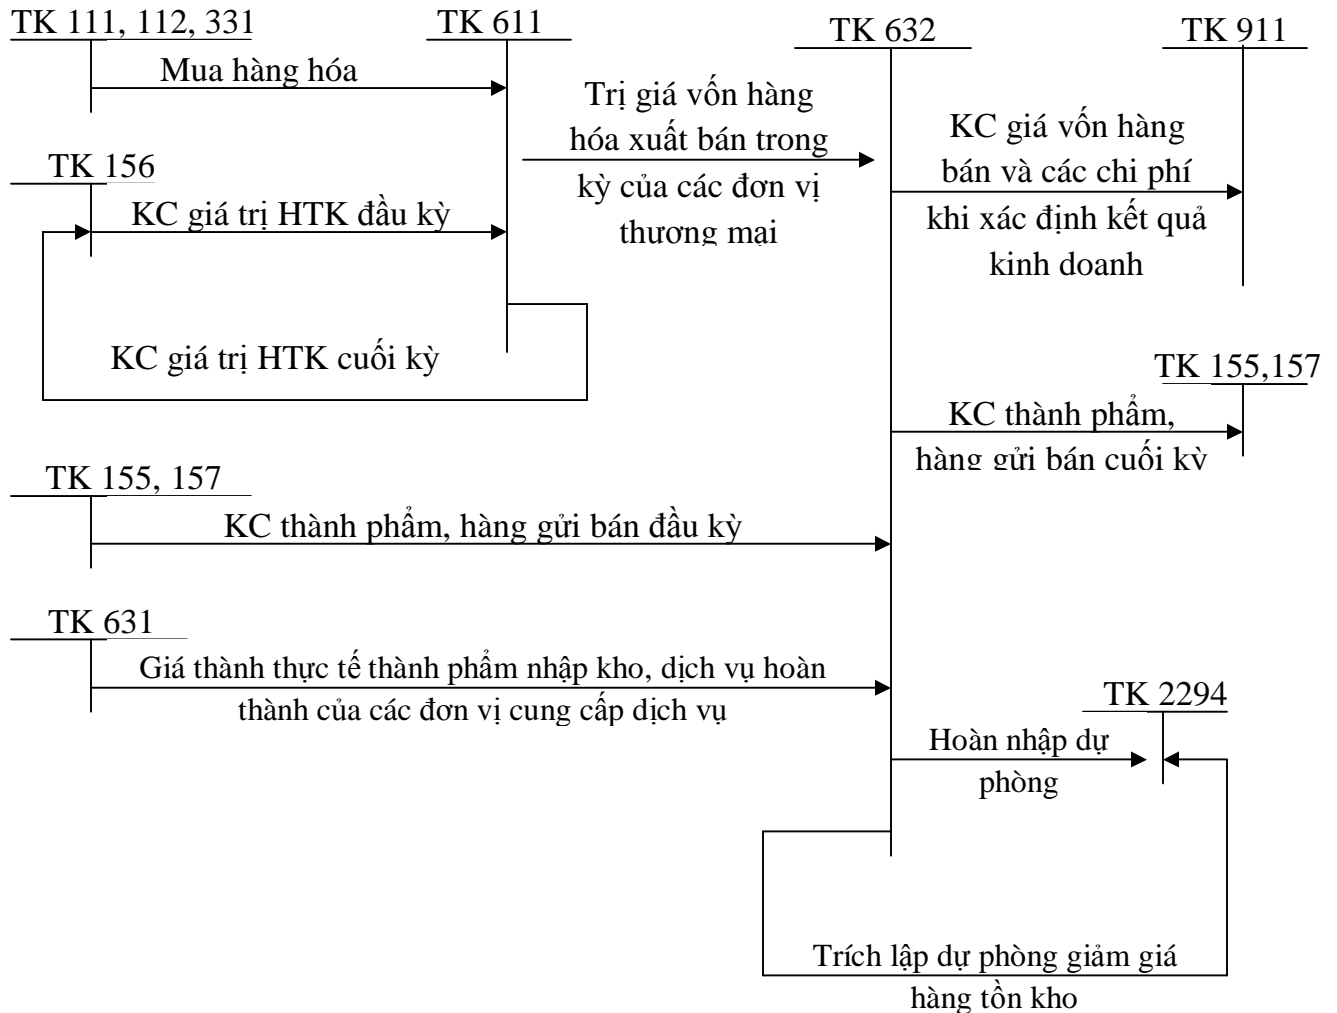 TK 111, 112, 331
TK 611
TK 632
TK 911
Mua hàng hóa
Trị giá vốn hàng
hóa xuất bán trong
kỳ của các đơn vị
thương mại
KC giá vốn hàng
bán và các chi phí
khi xác định kết quả
kinh doanh
TK 156
KC giá trị HTK đầu kỳ
KC giá trị HTK cuối kỳ
TK 155,157
KC thành phẩm,
hàng gửi bán cuối kỳ
TK 155, 157
KC thành phẩm, hàng gửi bán đầu kỳ
TK 631
Giá thành thực tế thành phẩm nhập kho, dịch vụ hoàn
thành của các đơn vị cung cấp dịch vụ
TK 2294
Hoàn nhập dự
phòng
Trích lập dự phòng giảm giá
hàng tồn kho